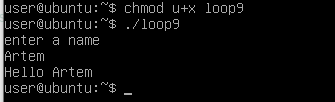 user@ubuntu:~$ chmod u+x loop9
user@ubuntu:~$ ./loop9
enter a name
Artem
Hello Artem
user@ubuntu:~$ _